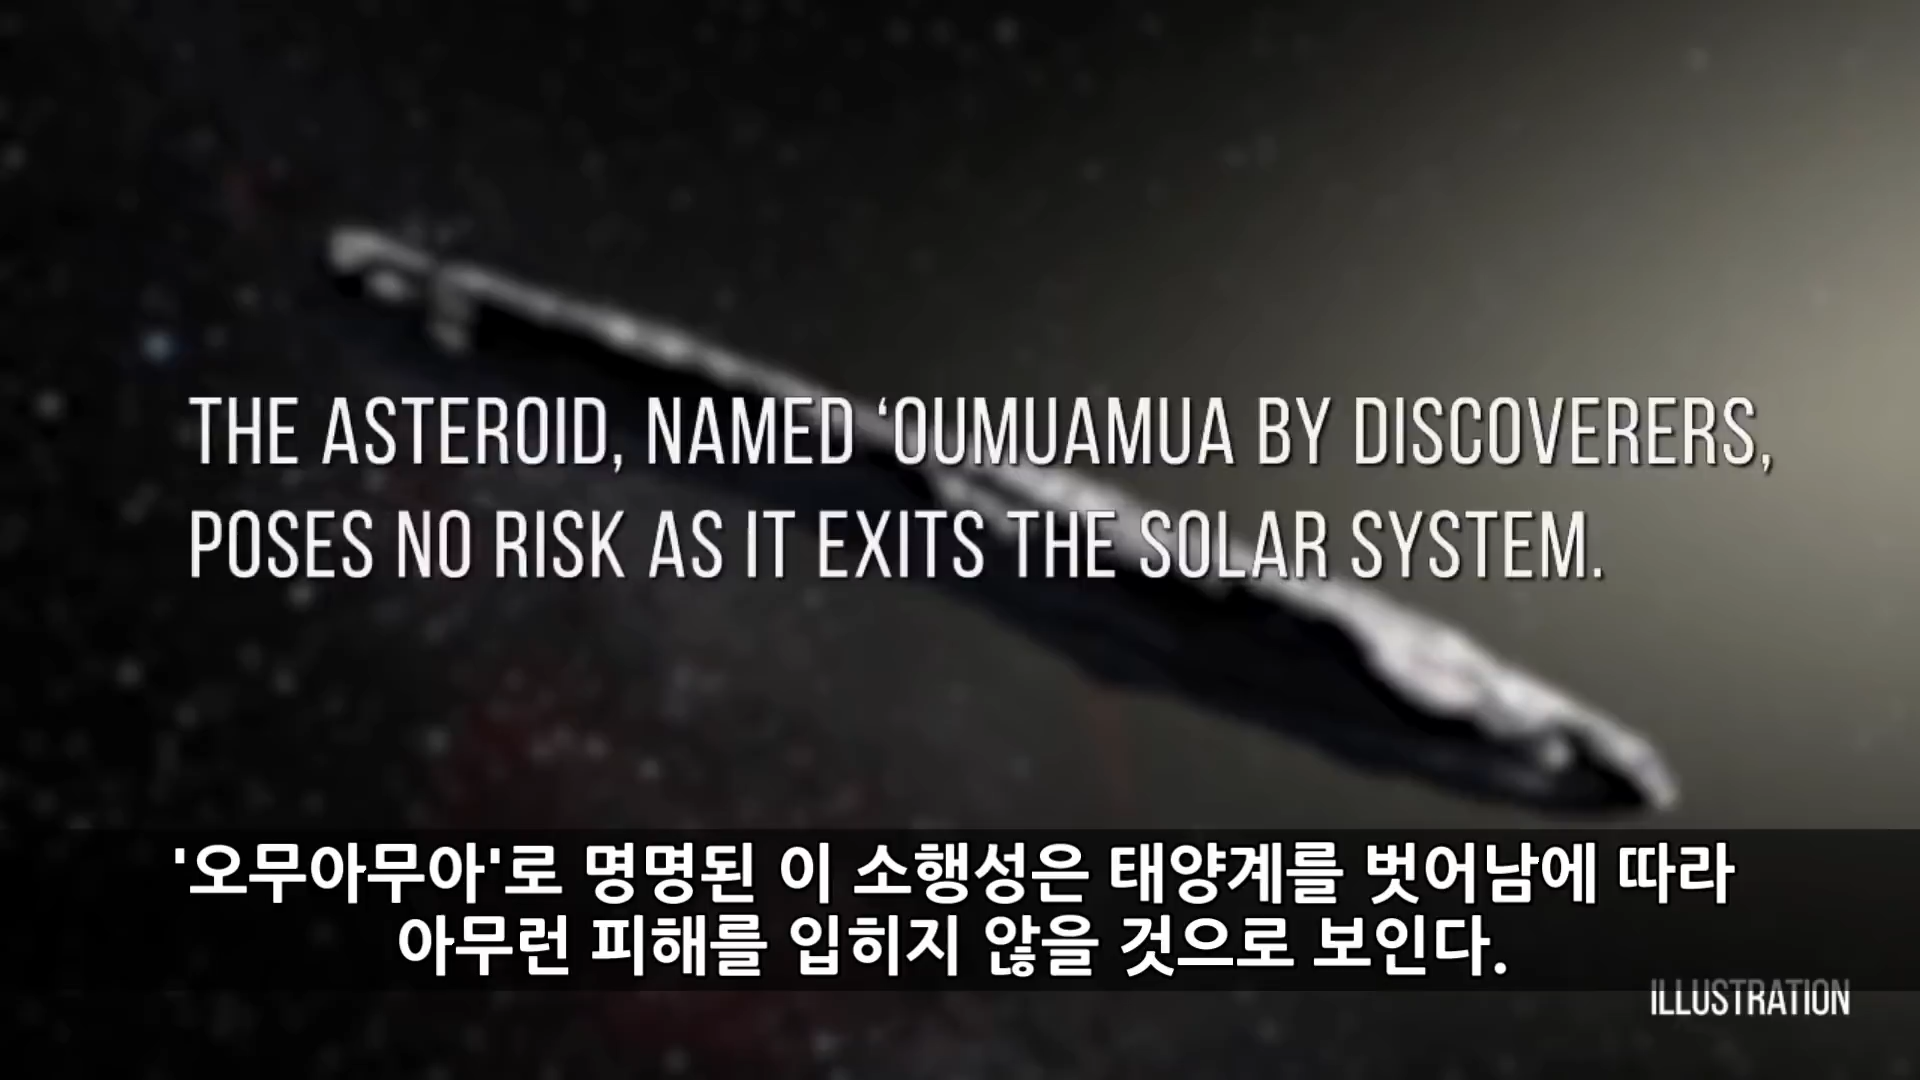 THE ASTEROID, NAMED ‘OUMUAMUA BY DISCOVERERS,
POSES NO RISK AS IT EXITS THE SOLAR SYSTEM.
'오무아무아'로 명명된 이 소행성은 태양계를 벗어남에 따라
아무런 피해를 입히지 않을 것으로 보인다.
ILLUSTRATION